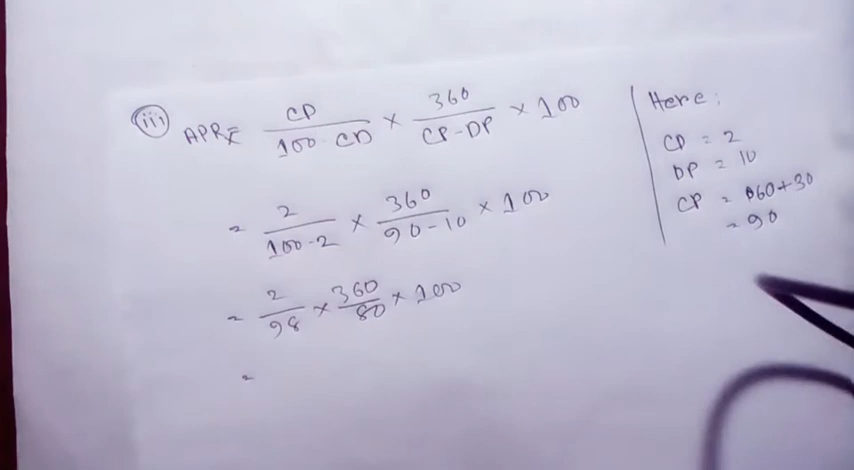 (iii) APR = CD / 100 - CD × 360 / CP - DP × 100
= 2 / 100 - 2 × 360 / 90 - 10 × 100
= 2 / 98 × 360 / 80 × 100
=
Here:
CD = 2
DP = 10
CP = 60+30
= 90